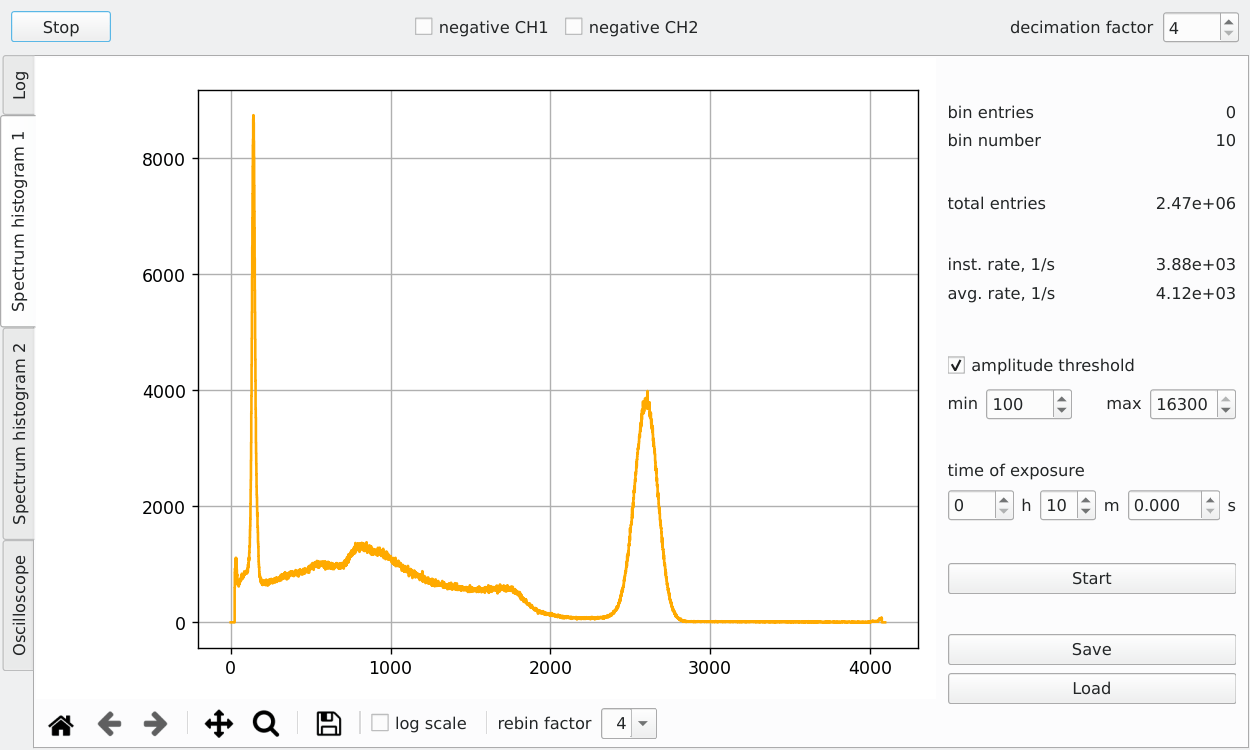 Stop
negative CH1
negative CH2
decimation factor 4
Log
Spectrum histogram 1
Spectrum histogram 2
Oscilloscope
8000
6000
4000
2000
0
0 1000 2000 3000 4000
bin entries 0
bin number 10
total entries 2.47e+06
inst. rate, 1/s 3.88e+03
avg. rate, 1/s 4.12e+03
amplitude threshold
min 100 max 16300
time of exposure
0 h 10 m 0.000 s
Start
Save
Load
log scale
rebin factor 4